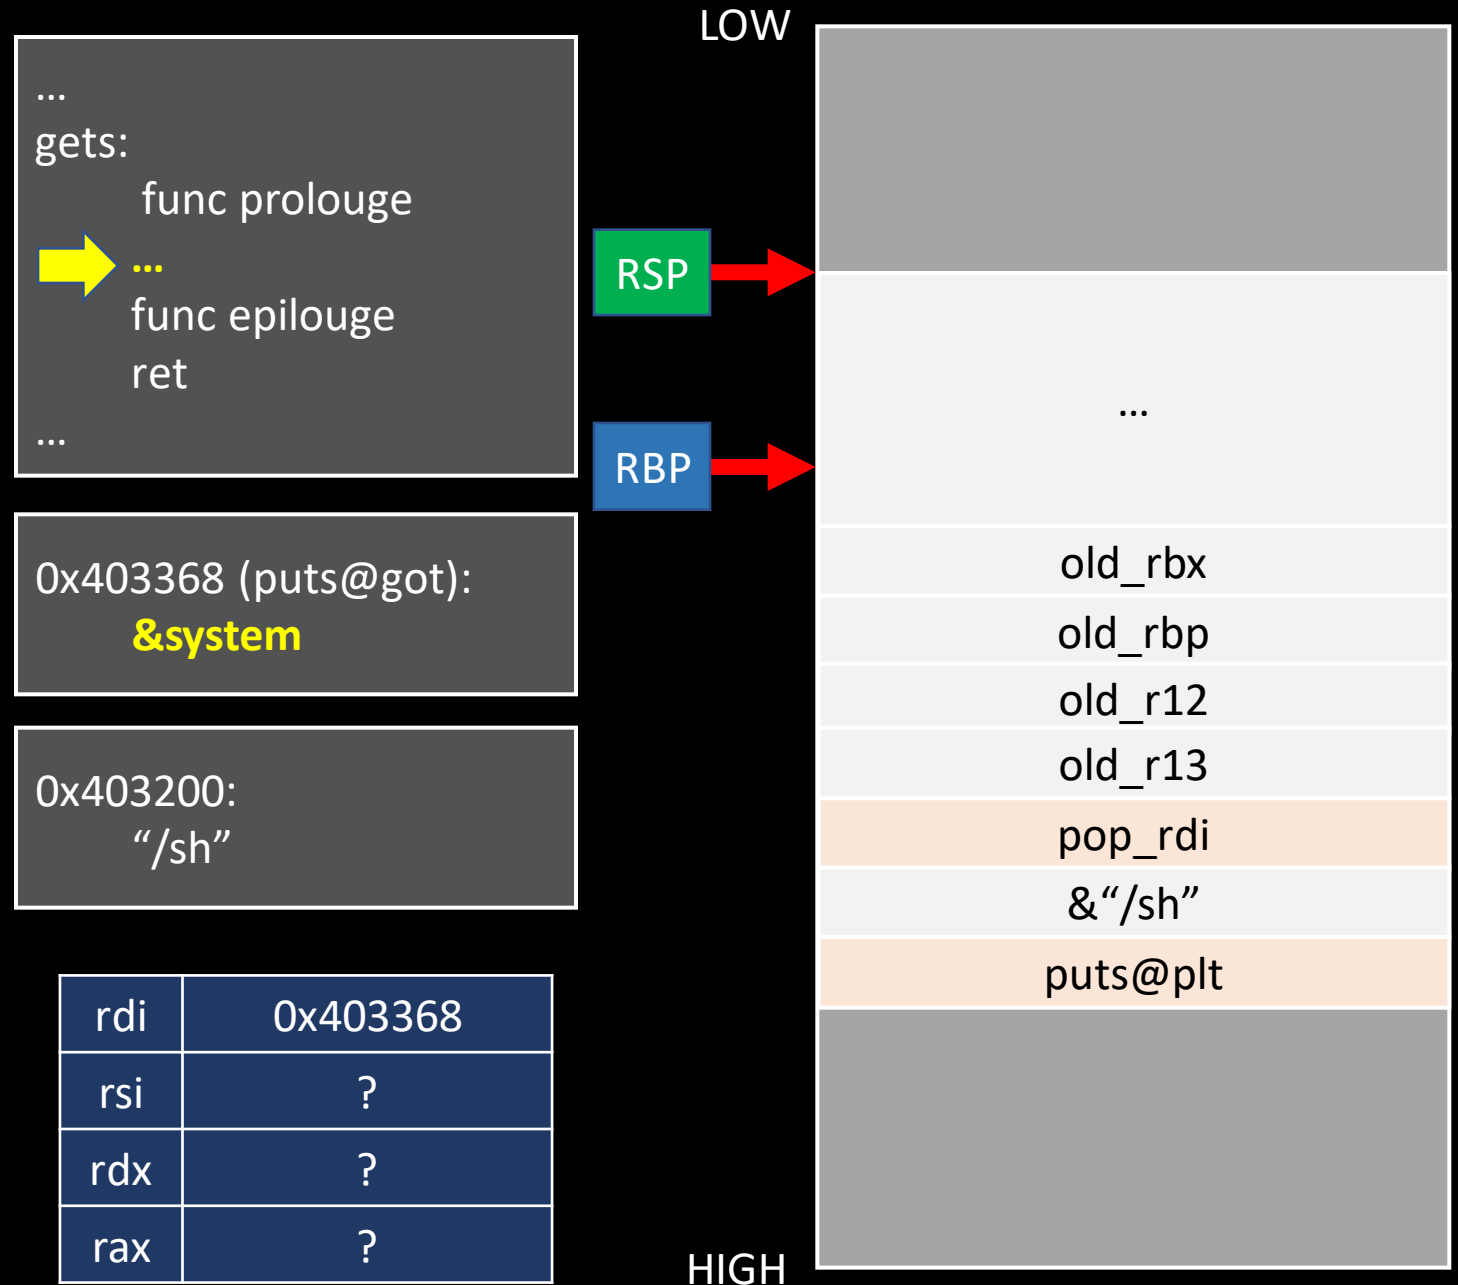 LOW
…
gets:
func prolouge
…
func epilouge
ret
…
RSP
RBP
0x403368 (puts@got):
&system
0x403200:
“/sh”
rdi 0x403368
rsi ?
rdx ?
rax ?
…
old_rbx
old_rbp
old_r12
old_r13
pop_rdi
&“/sh”
puts@plt
HIGH